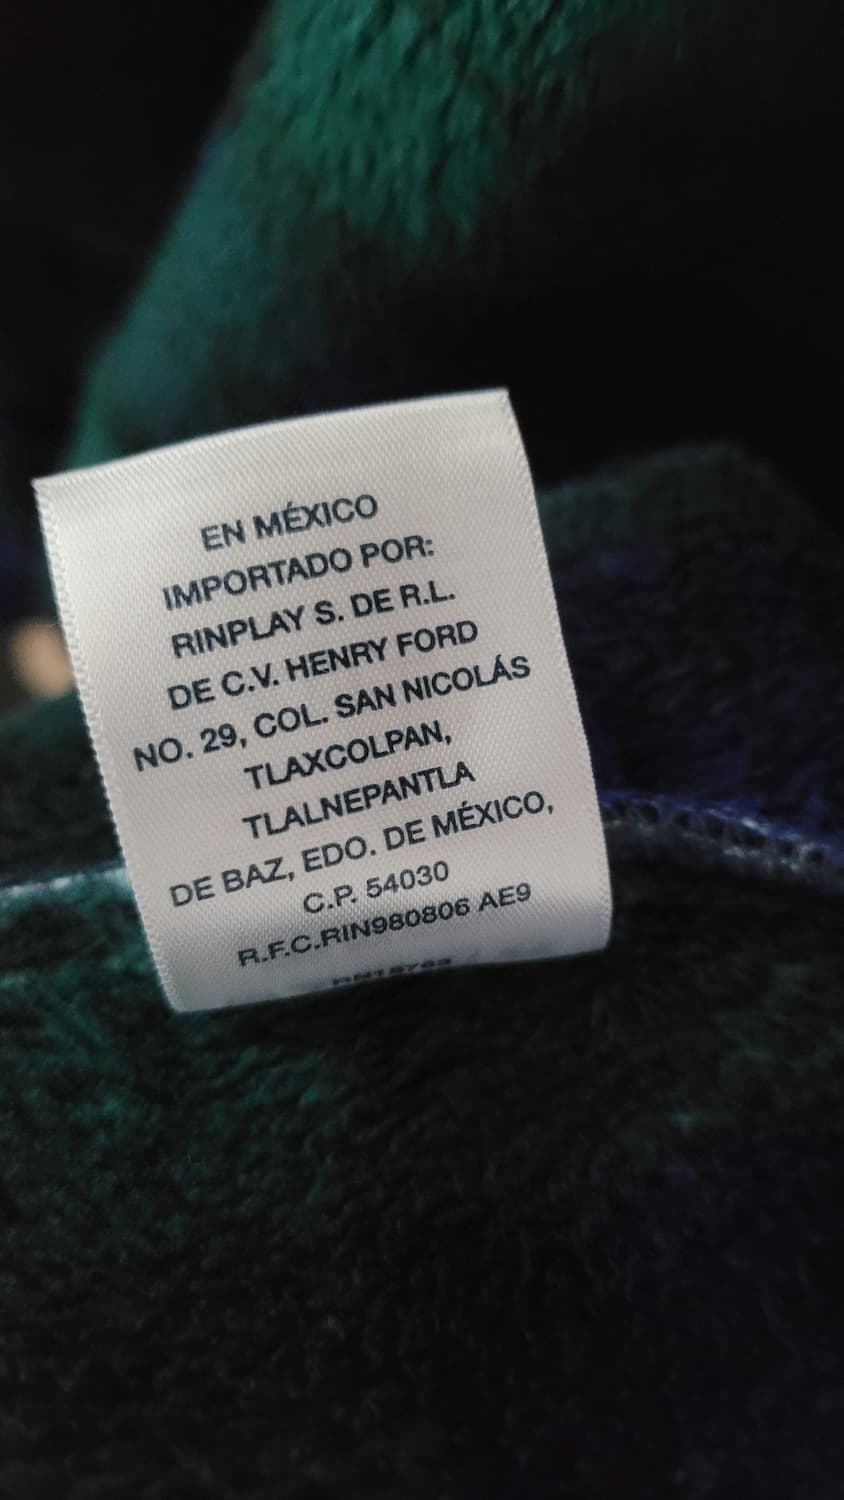 EN MÉXICO
IMPORTADO POR:
RINPLAY S. DE R.L.
DE C.V. HENRY FORD
NO. 29, COL. SAN NICOLÁS
TLAXCOLPAN,
TLALNEPANTLA
DE BAZ, EDO. DE MÉXICO,
C.P. 54030
R.F.C.RIN980806 AE9